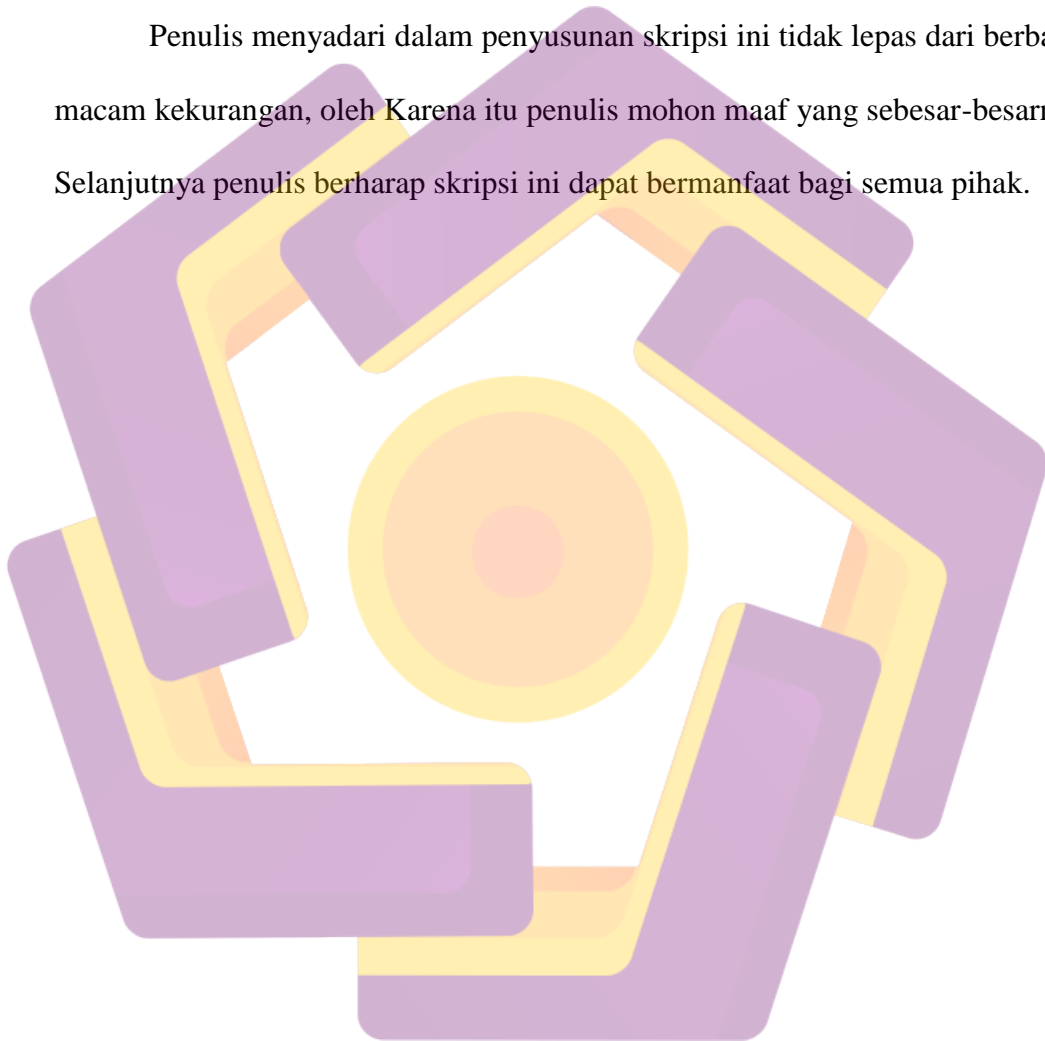 Penulis menyadari dalam penyusunan skripsi ini tidak lepas dari
macam kekurangan, oleh Karena itu penulis mohon maaf yang
Selanjutnya penulis berharap skripsi ini dapat bermanfaat bagi semua pihak.